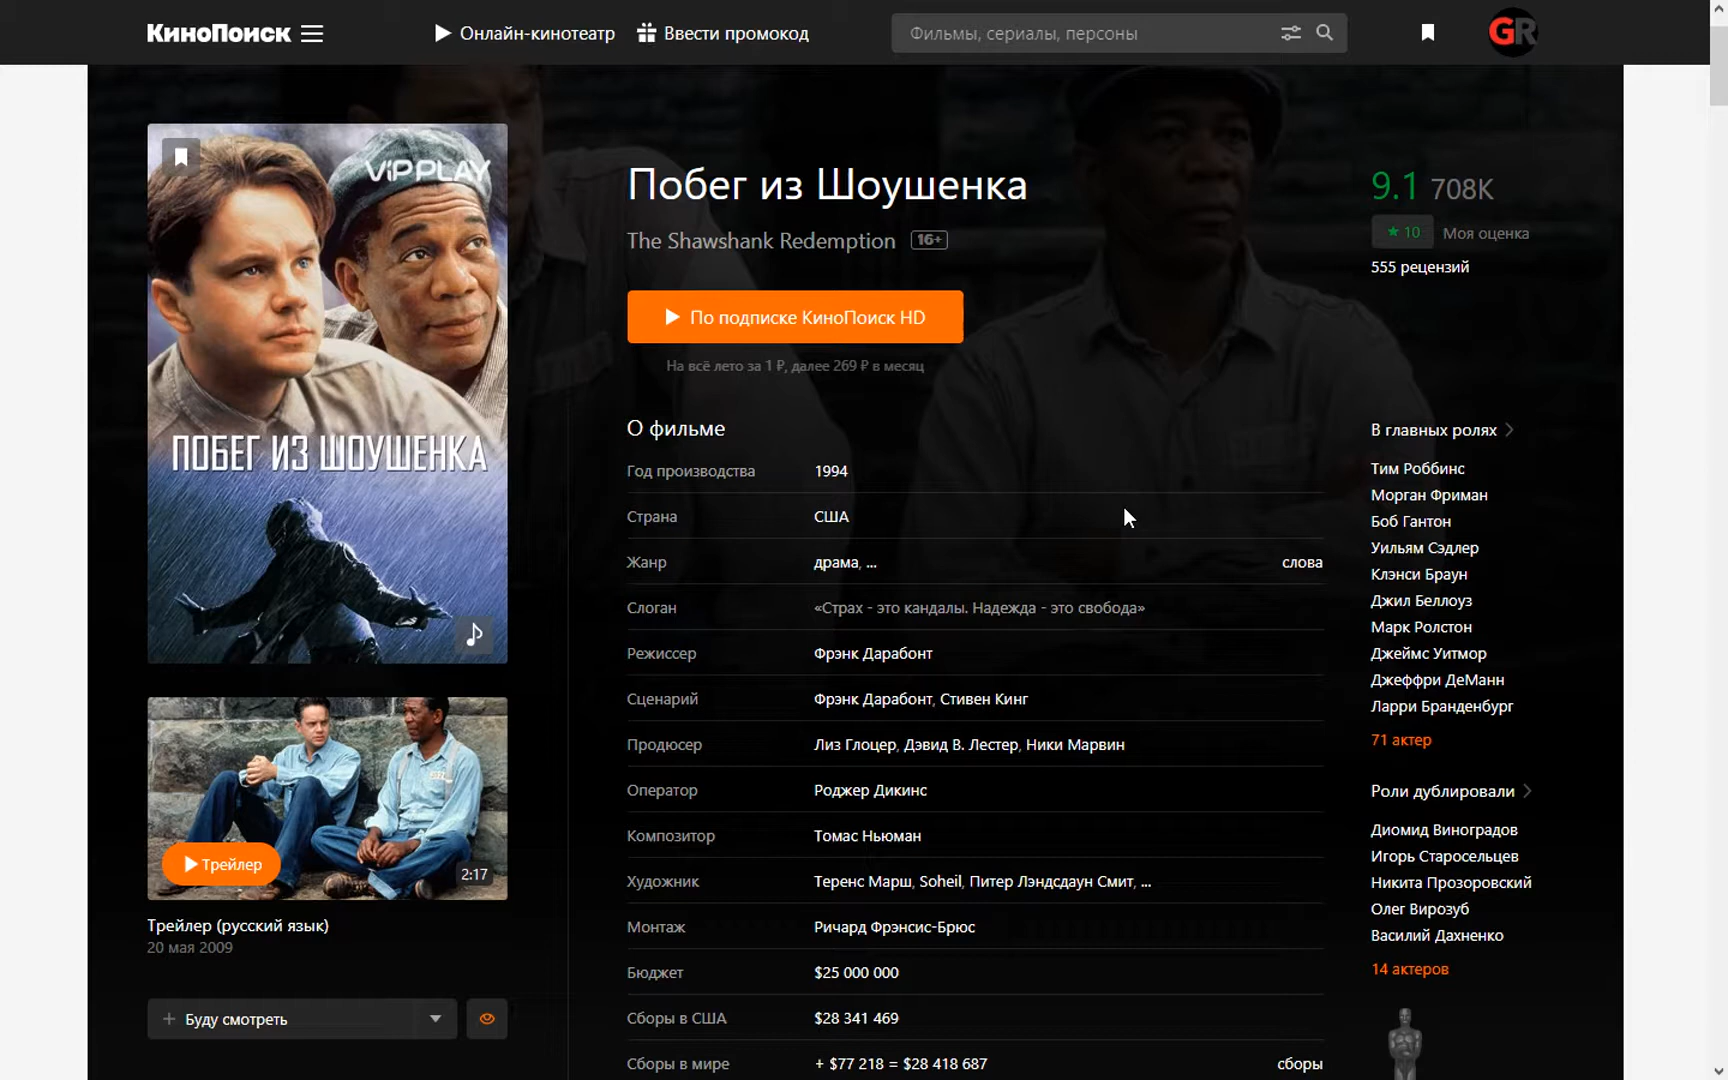 КиноПоиск
Онлайн-кинотеатр
Ввести промокод
Фильмы, сериалы, персоны
GR
VIP PLAY
ПОБЕГ ИЗ ШОУШЕНКА
Трейлер
2:17
Трейлер (русский язык)
20 мая 2009
+ Буду смотреть
Побег из Шоушенка
The Shawshank Redemption 16+
По подписке КиноПоиск HD
На всё лето за 1 ₽, далее 269 ₽ в месяц
О фильме
Год производства 1994
Страна США
Жанр драма, ... слова
Слоган «Страх - это кандалы. Надежда - это свобода»
Режиссер Фрэнк Дарабонт
Сценарий Фрэнк Дарабонт, Стивен Кинг
Продюсер Лиз Глоцер, Дэвид В. Лестер, Ники Марвин
Оператор Роджер Дикинс
Композитор Томас Ньюман
Художник Теренс Марш, Soheil, Питер Лэндсдаун Смит, ...
Монтаж Ричард Фрэнсис-Брюс
Бюджет $25 000 000
Сборы в США $28 341 469
Сборы в мире + $77 218 = $28 418 687 сборы
9.1 708K
★ 10 Моя оценка
555 рецензий
В главных ролях
Тим Роббинс
Морган Фриман
Боб Гантон
Уильям Сэдлер
Клэнси Браун
Джил Беллоуз
Марк Ролстон
Джеймс Уитмор
Джеффри ДеМанн
Ларри Бранденбург
71 актер
Роли дублировали
Диомид Виноградов
Игорь Старосельцев
Никита Прозоровский
Олег Вирозуб
Василий Дахненко
14 актеров